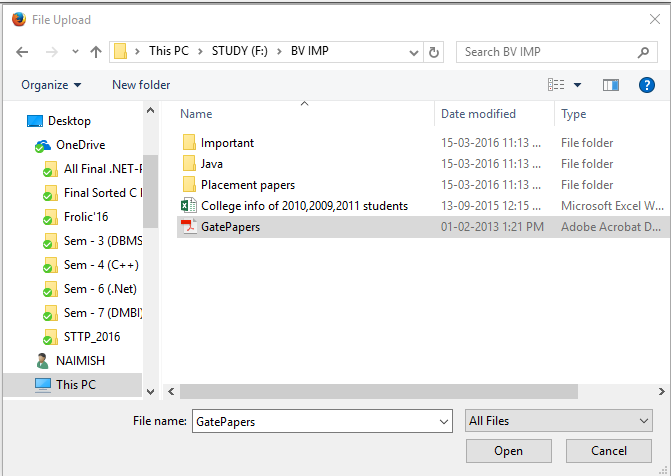 File Upload
This PC > STUDY (F:) > BV IMP
Search BV IMP
Organize
New folder
Desktop
OneDrive
All Final .NET-F
Final Sorted C I
Frolic'16
Sem - 3 (DBMS
Sem - 4 (C++)
Sem - 6 (.Net)
Sem - 7 (DMBI)
STTP_2016
NAIMISH
This PC
Name Date modified Type
Important 15-03-2016 11:13 ... File folder
Java 15-03-2016 11:13 ... File folder
Placement papers 15-03-2016 11:13 ... File folder
College info of 2010,2009,2011 students 13-09-2015 12:15 ... Microsoft Excel W...
GatePapers 01-02-2013 1:21 PM Adobe Acrobat D...
File name: GatePapers All Files
Open Cancel